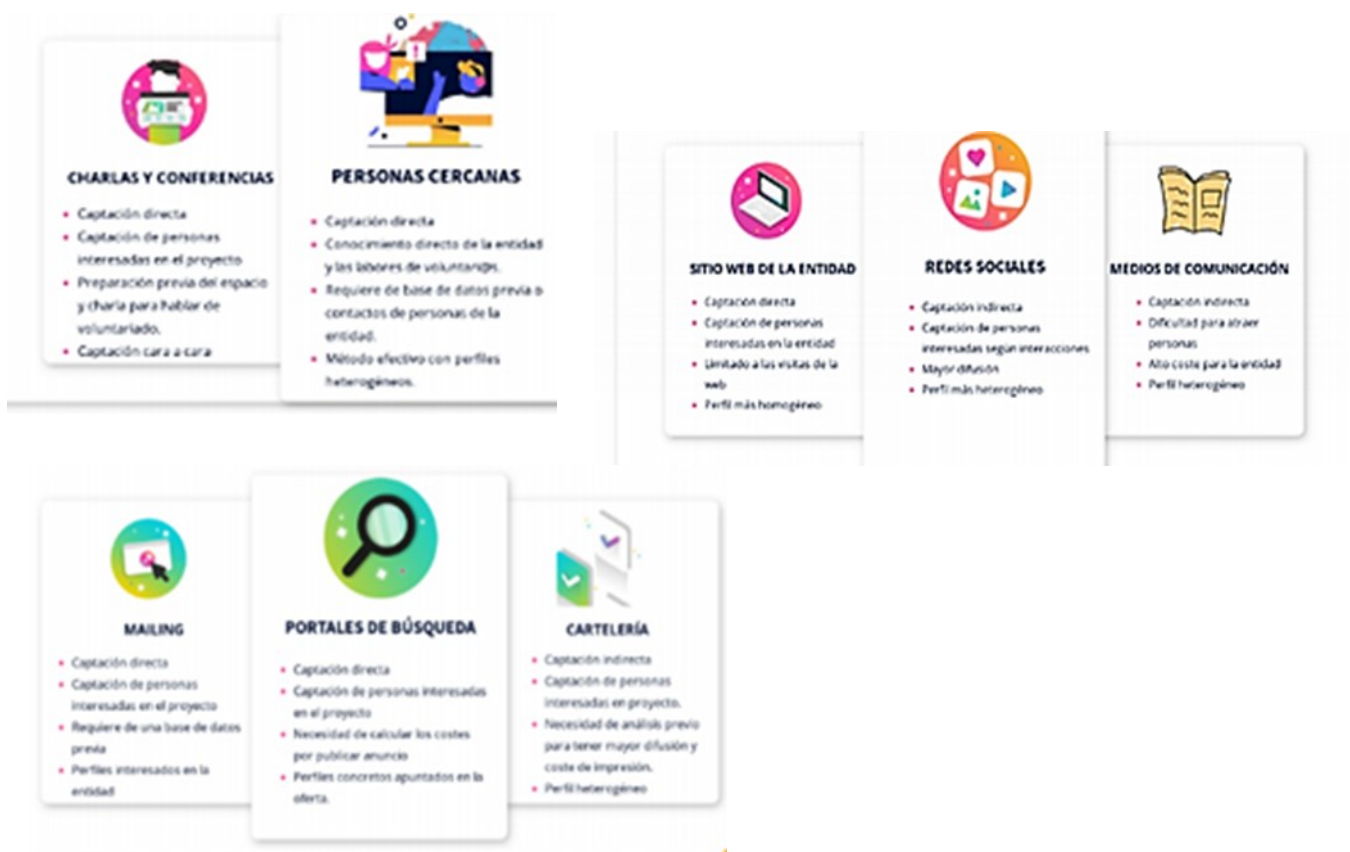 CHARLAS Y CONFERENCIAS
• Captación directa
• Captación de personas
interesadas en el proyecto
• Preparación previa del espacio
y charla para hablar de
voluntariado.
• Captación cara a cara
PERSONAS CERCANAS
• Captación directa
• Conocimiento directo de la entidad
y las labores de voluntari@s.
• Requiere de base de datos previa o
contactos de personas de la
entidad.
• Método efectivo con perfiles
heterogéneos.
SITIO WEB DE LA ENTIDAD
• Captación directa
• Captación de personas
interesadas en la entidad
• Limitado a las visitas de la
web
• Perfil más homogéneo
REDES SOCIALES
• Captación indirecta
• Captación de personas
interesadas según interacciones
• Mayor difusión
• Perfil más heterogéneo
MEDIOS DE COMUNICACIÓN
• Captación indirecta
• Dificultad para atraer
personas
• Alto coste para la entidad
• Perfil heterogéneo
MAILING
• Captación directa
• Captación de personas
interesadas en el proyecto
• Requiere de una base de datos
previa
• Perfiles interesados en la
entidad
PORTALES DE BÚSQUEDA
• Captación directa
• Captación de personas interesadas
en el proyecto
• Necesidad de calcular los costes
por publicar anuncio
• Perfiles concretos apuntados en la
oferta.
CARTELERÍA
• Captación indirecta
• Captación de personas
interesadas en proyecto.
• Necesidad de análisis previo
para tener mayor difusión y
coste de impresión.
• Perfil heterogéneo